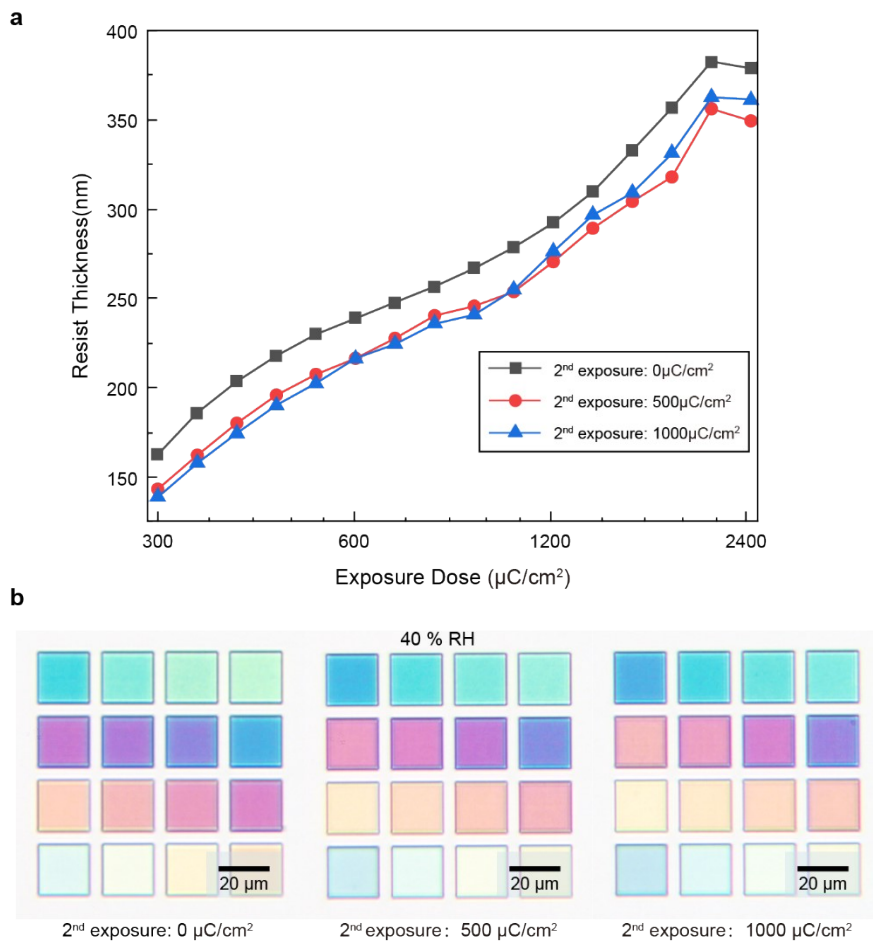 a
400
350
300
250
200
150
Resist Thickness(nm)
2ⁿᵈ exposure: 0μC/cm²
2ⁿᵈ exposure: 500μC/cm²
2ⁿᵈ exposure: 1000μC/cm²
300 600 1200 2400
Exposure Dose (μC/cm²)
b
40 % RH
20 μm 20 μm 20 μm
2ⁿᵈ exposure: 0 μC/cm² 2ⁿᵈ exposure: 500 μC/cm² 2ⁿᵈ exposure: 1000 μC/cm²